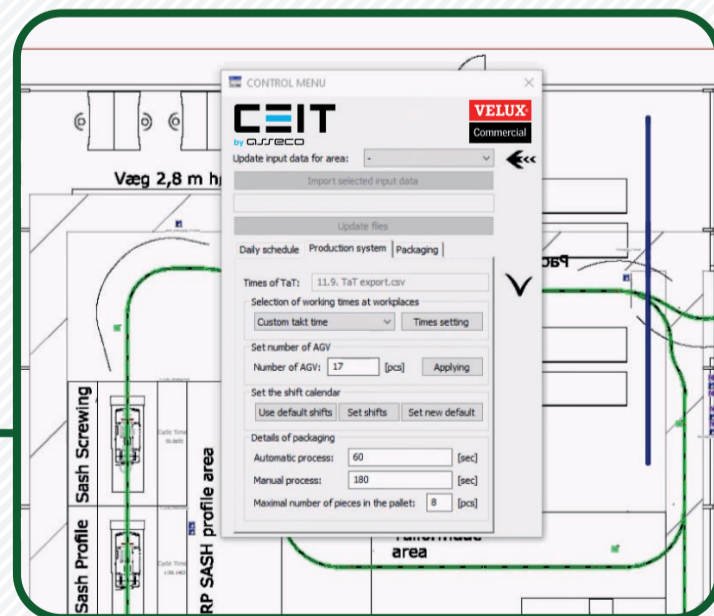 CONTROL MENU
CEIT
by asseco
VELUX
Commercial
Update input data for area: -
Import selected input data
Update files
Daily schedule Production system Packaging
Times of TaT: 11.9. TaT export.csv
Selection of working times at workplaces
Custom takt time Times setting
Set number of AGV
Number of AGV: 17 [pcs] Applying
Set the shift calendar
Use default shifts Set shifts Set new default
Details of packaging
Automatic process: 60 [sec]
Manual process: 180 [sec]
Maximal number of pieces in the pallet: 8 [pcs]
Væg 2,8 m
Sash Screwing
Sash Profile
RP SASH profile area
Cyclic Time
Cyclic Time
area